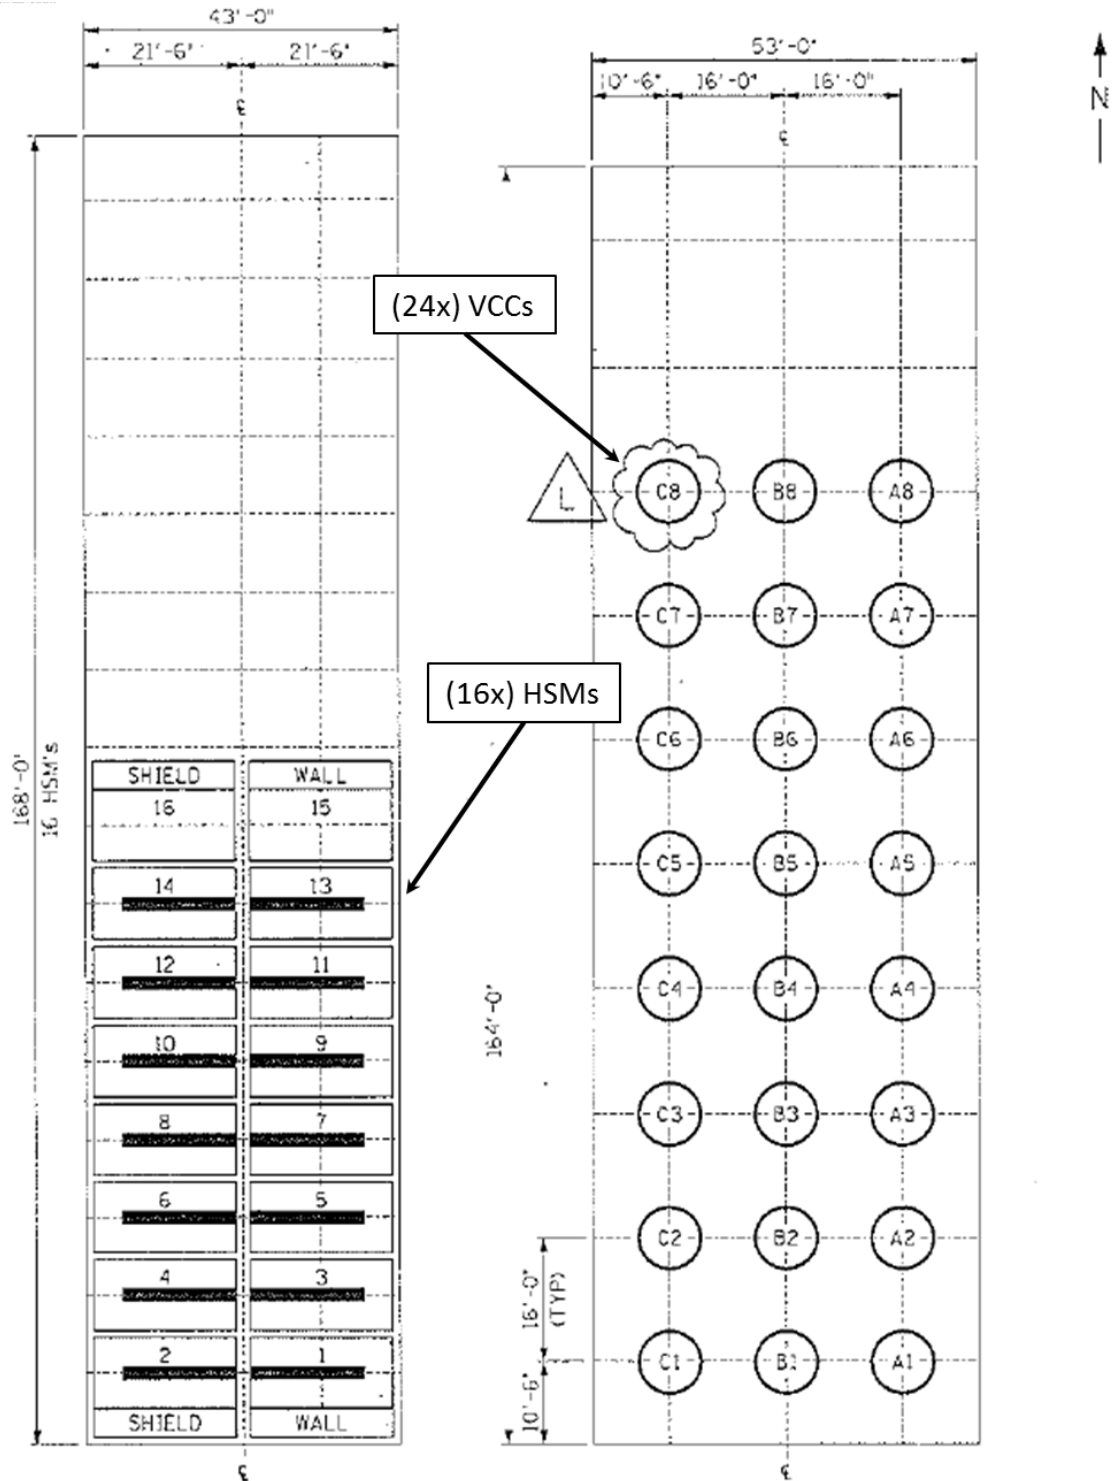 43'-0"
53'-0"
21'-6"
21'-6"
10'-6"
16'-0"
16'-0"
N
℄
℄
(24x) VCCs
L
C8
B8
A8
C7
B7
A7
(16x) HSMs
C6
B6
A6
168'-0"
16 HSM's
SHIELD
WALL
16
15
C5
B5
A5
14
13
12
11
C4
B4
A4
164'-0"
10
9
8
7
C3
B3
A3
6
5
C2
B2
A2
4
3
16'-0"
(TYP)
2
1
C1
B1
A1
10'-6"
SHIELD
WALL
℄
℄